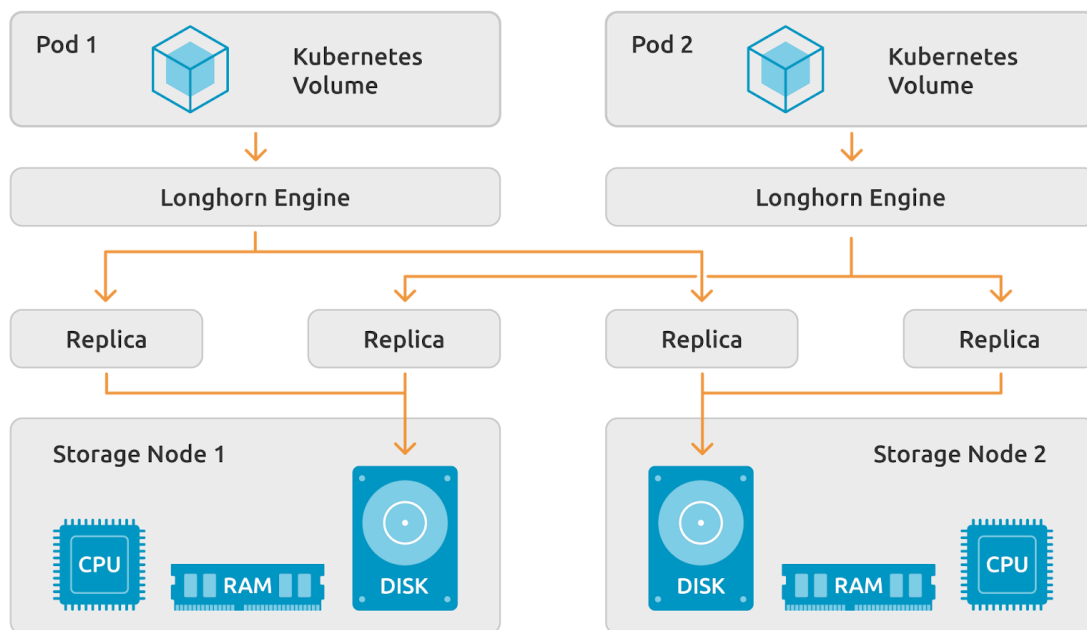 Pod 1
Kubernetes
Volume
Pod 2
Kubernetes
Volume
Longhorn Engine
Longhorn Engine
Replica
Replica
Replica
Replica
Storage Node 1
CPU
RAM
DISK
Storage Node 2
DISK
RAM
CPU